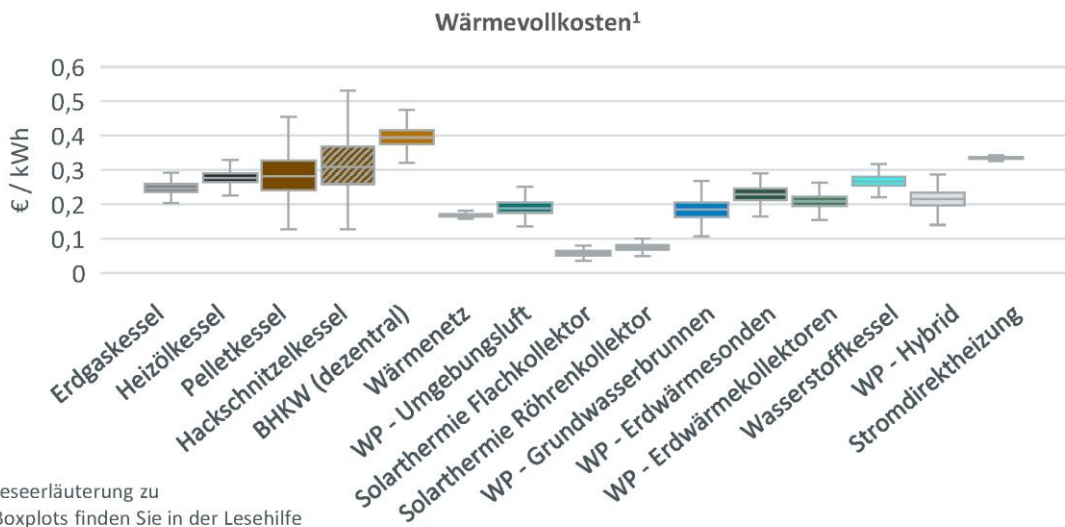 Wärmevollkosten¹
€ / kWh
0,6
0,5
0,4
0,3
0,2
0,1
0
Erdgaskessel
Heizölkessel
Pelletkessel
Hackschnitzelkessel
BHKW (dezentral)
Wärmenetz
WP - Umgebungsluft
Solarthermie Flachkollektor
Solarthermie Röhrenkollektor
WP - Grundwasserbrunnen
WP - Erdwärmesonden
WP - Erdwärmekollektoren
Wasserstoffkessel
WP - Hybrid
Stromdirektheizung
eseerläuterung zu
Boxplots finden Sie in der Lesehilfe